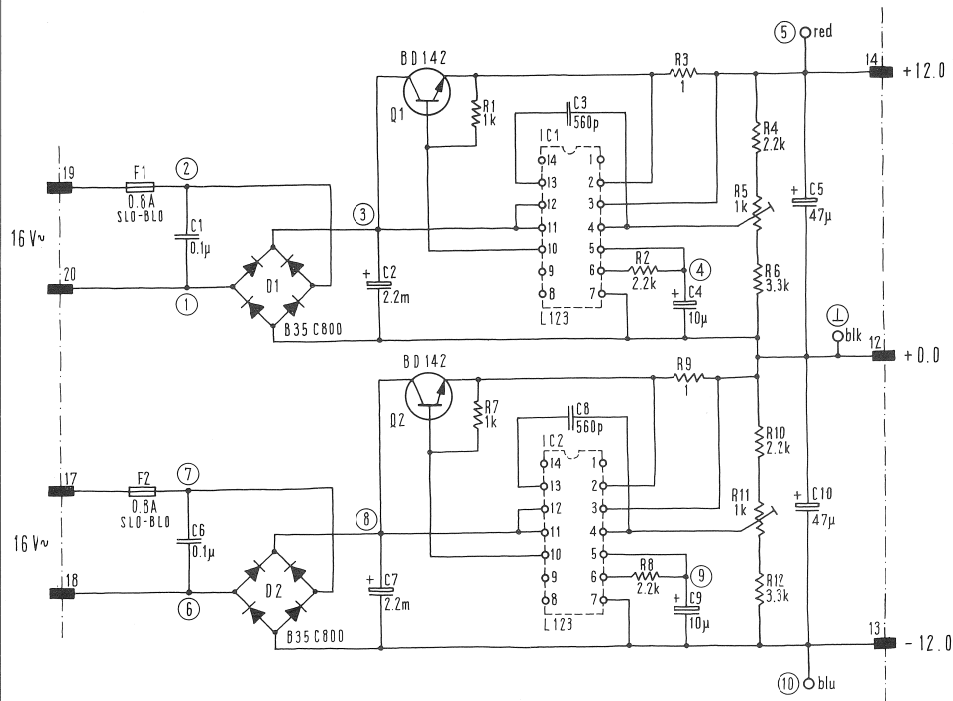 5 red
BD142
14
+12.0
R3
1
Q1
R1
1k
C3
560p
IC1
14
13
12
11
10
9
8
1
2
3
4
5
6
7
L123
R4
2.2k
R5
1k
R6
3.3k
+
C5
47µ
19
F1
0.8A
SLO-BLO
2
C1
0.1µ
16V~
20
1
D1
B35C800
3
+
C2
2.2m
R2
2.2k
4
+
C4
10µ
⊥
blk
12
+0.0
BD142
R9
1
Q2
R7
1k
C8
560p
IC2
14
13
12
11
10
9
8
1
2
3
4
5
6
7
L123
R10
2.2k
R11
1k
R12
3.3k
+
C10
47µ
17
F2
0.8A
SLO-BLO
7
C6
0.1µ
16V~
18
6
D2
B35C800
8
+
C7
2.2m
R8
2.2k
9
+
C9
10µ
13
-12.0
10 blu